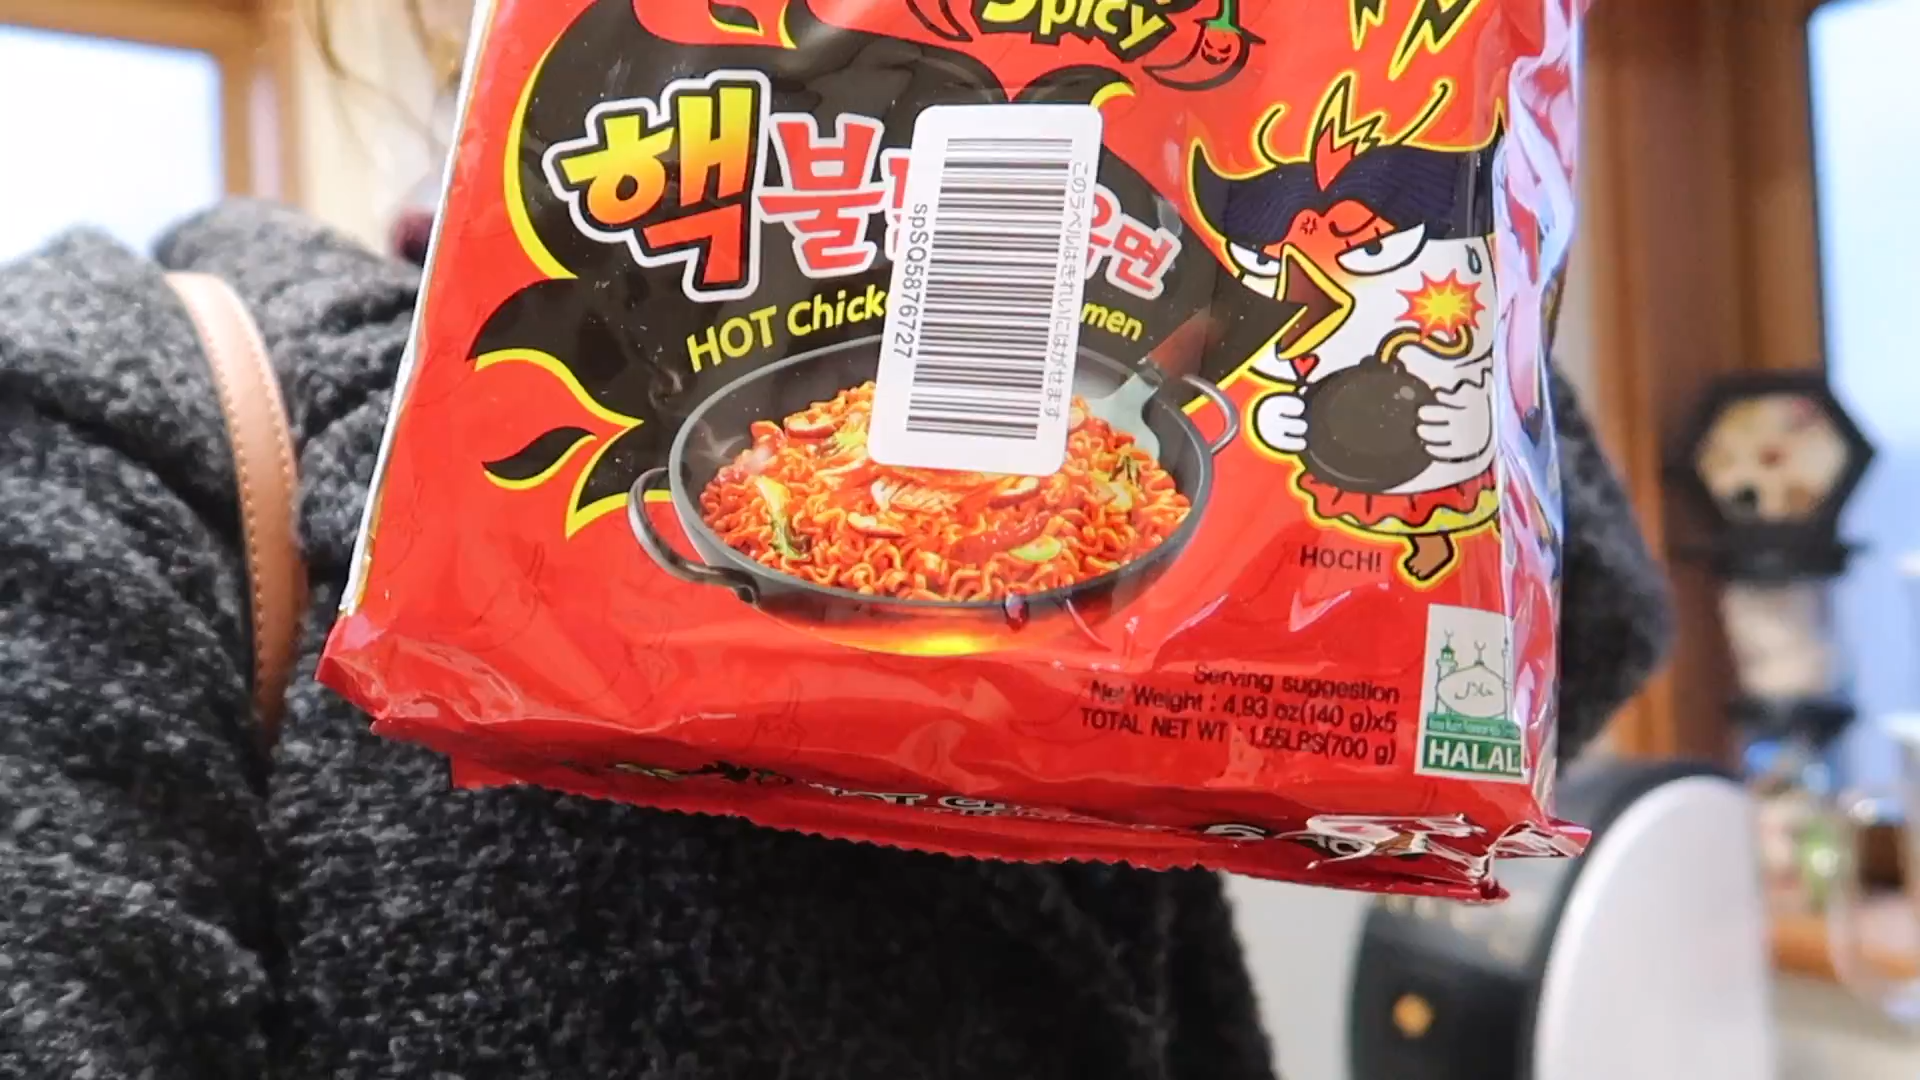 Spicy
핵불
면
HOT Chick
men
spSQ5876727
このラベルはきれいにはがせます
HOCH!
Serving suggestion
Net Weight : 4.93 oz(140 g)x5
TOTAL NET WT : 1.55LBS(700 g)
HALAL